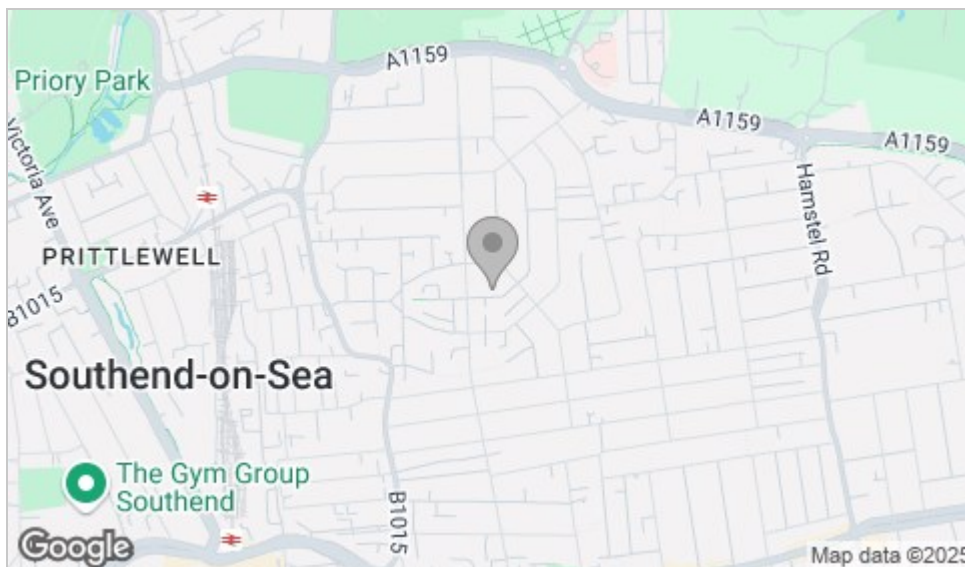 A1159
Priory Park
A1159
A1159
Victoria Ave
Hamstel Rd
PRITTLEWELL
B1015
Southend-on-Sea
The Gym Group
Southend
B1015
Google
Map data ©2025